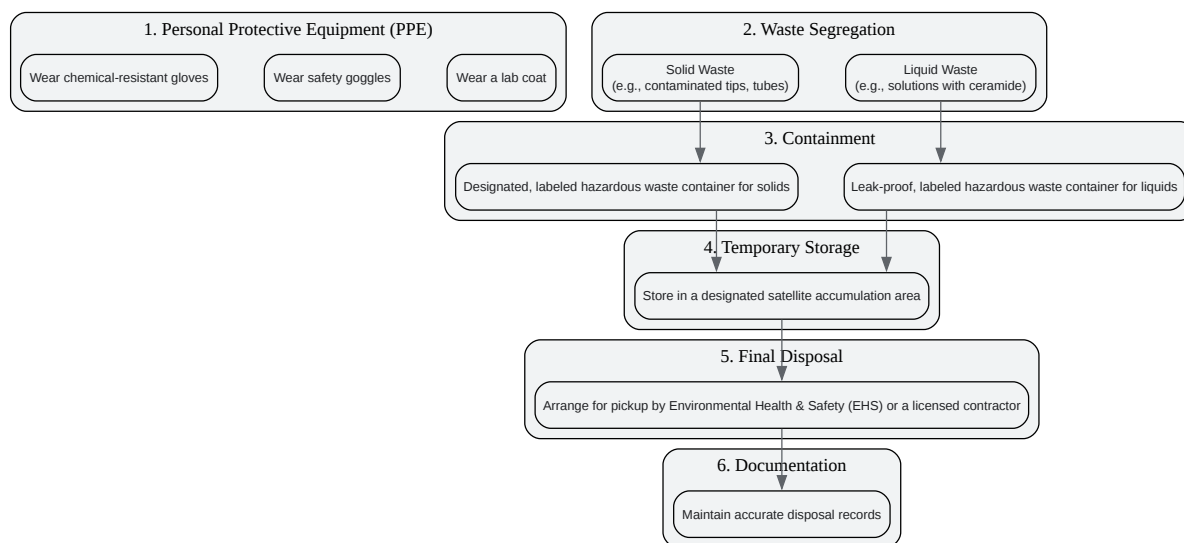 1. Personal Protective Equipment (PPE)
Wear chemical-resistant gloves
Wear safety goggles
Wear a lab coat
2. Waste Segregation
Solid Waste
(e.g., contaminated tips, tubes)
Liquid Waste
(e.g., solutions with ceramide)
3. Containment
Designated, labeled hazardous waste container for solids
Leak-proof, labeled hazardous waste container for liquids
4. Temporary Storage
Store in a designated satellite accumulation area
5. Final Disposal
Arrange for pickup by Environmental Health & Safety (EHS) or a licensed contractor
6. Documentation
Maintain accurate disposal records